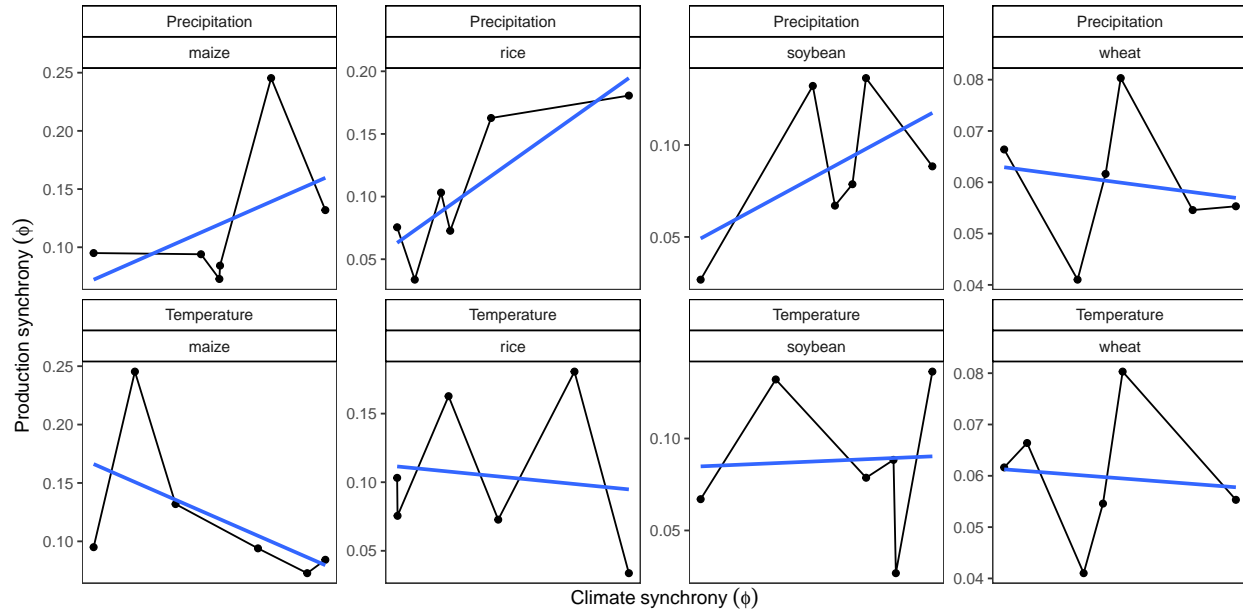 Precipitation Precipitation Precipitation Precipitation
maize rice soybean wheat
0.25 0.20 0.15 0.10
0.20 0.15 0.10 0.05
0.10 0.05
0.08 0.07 0.06 0.05 0.04
Temperature Temperature Temperature Temperature
maize rice soybean wheat
0.25 0.20 0.15 0.10
0.15 0.10 0.05
0.10 0.05
0.08 0.07 0.06 0.05 0.04
Production synchrony (ϕ)
Climate synchrony (ϕ)